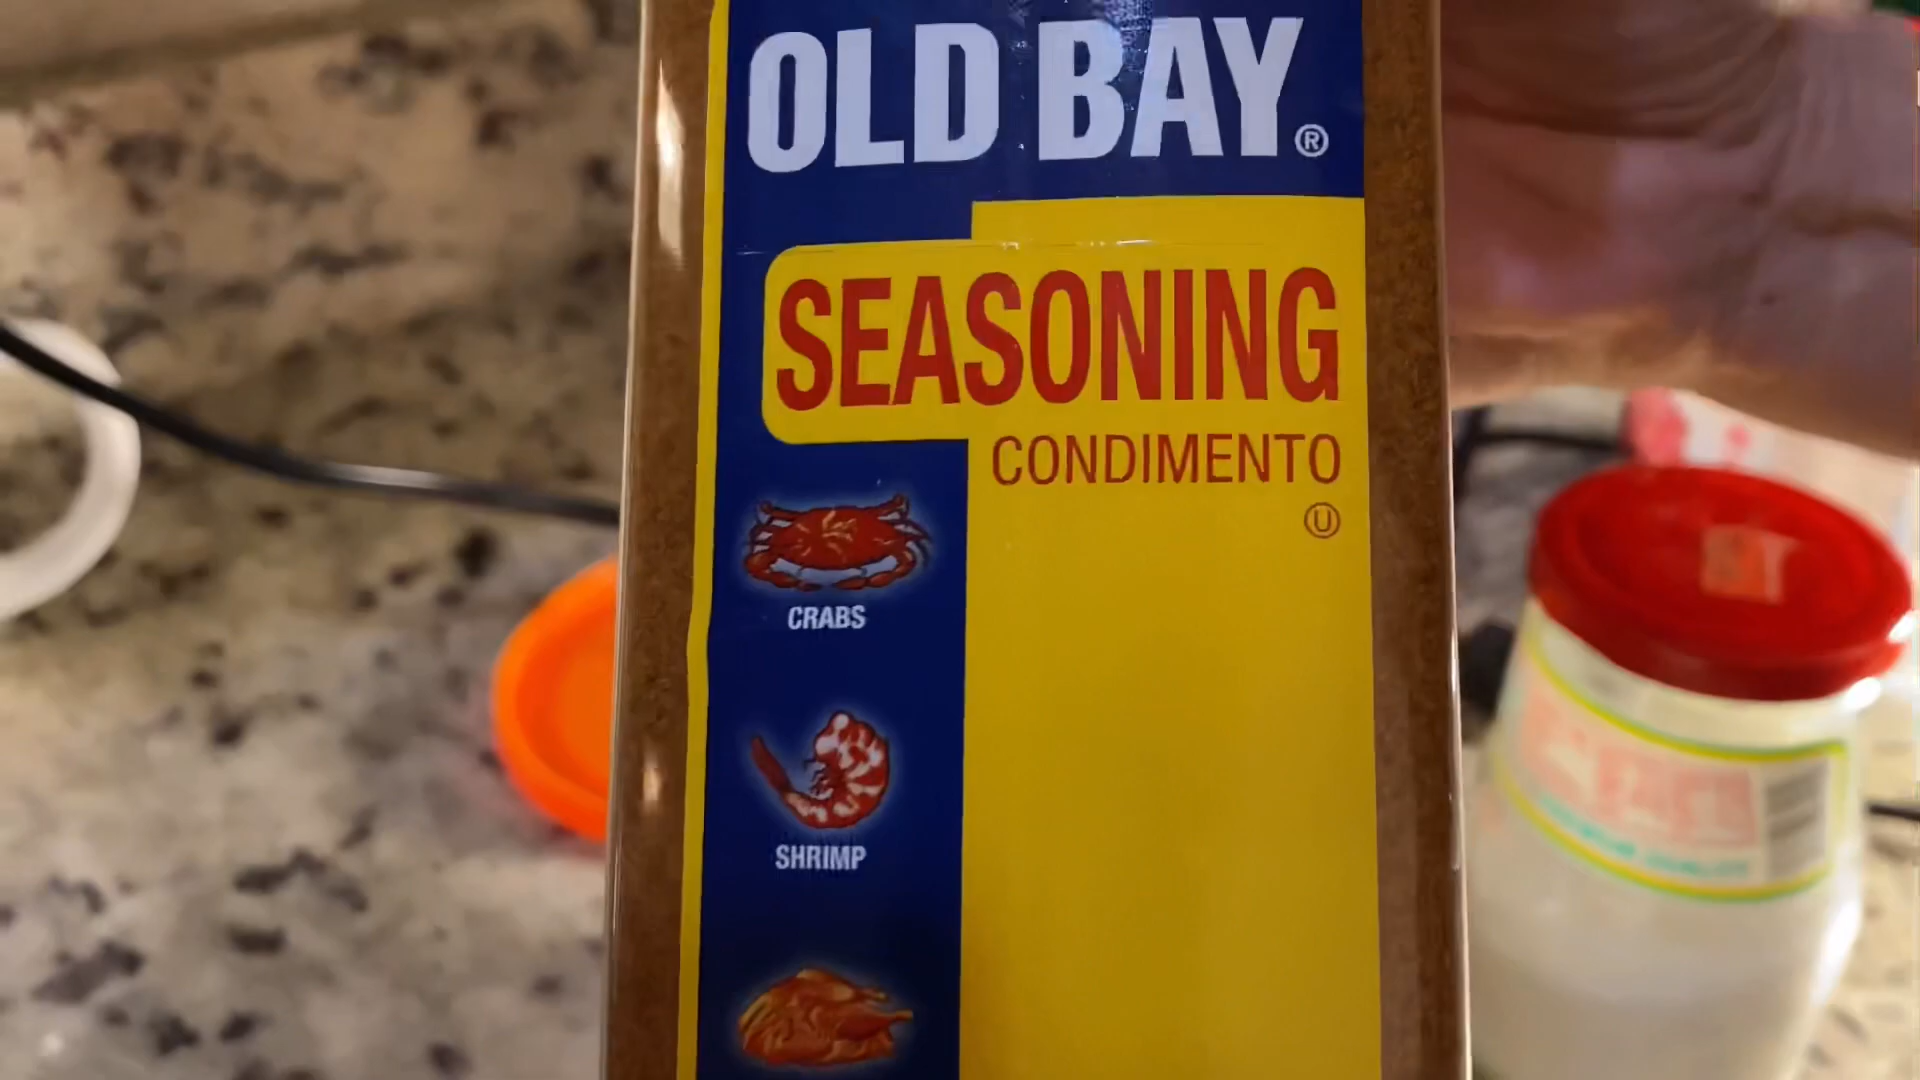 OLD BAY®
SEASONING
CONDIMENTO
Ⓤ
CRABS
SHRIMP